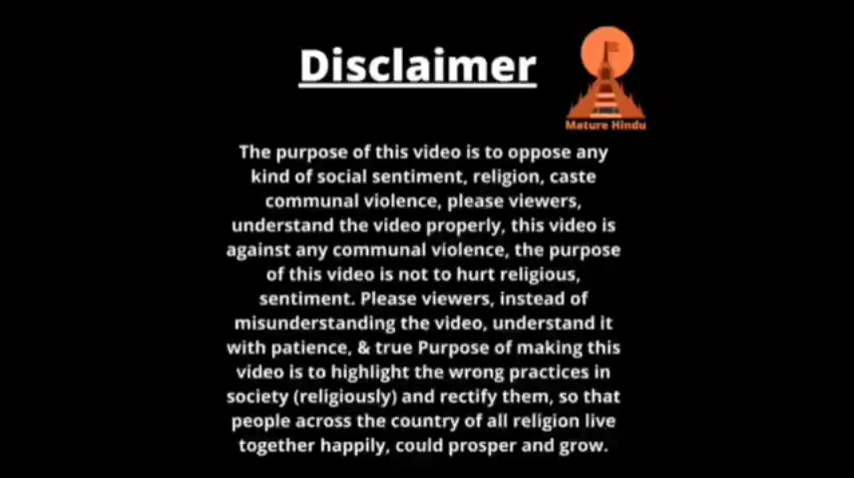 Disclaimer
Mature Hindu
The purpose of this video is to oppose any
kind of social sentiment, religion, caste
communal violence, please viewers,
understand the video properly, this video is
against any communal violence, the purpose
of this video is not to hurt religious,
sentiment. Please viewers, instead of
misunderstanding the video, understand it
with patience, & true Purpose of making this
video is to highlight the wrong practices in
society (religiously) and rectify them, so that
people across the country of all religion live
together happily, could prosper and grow.